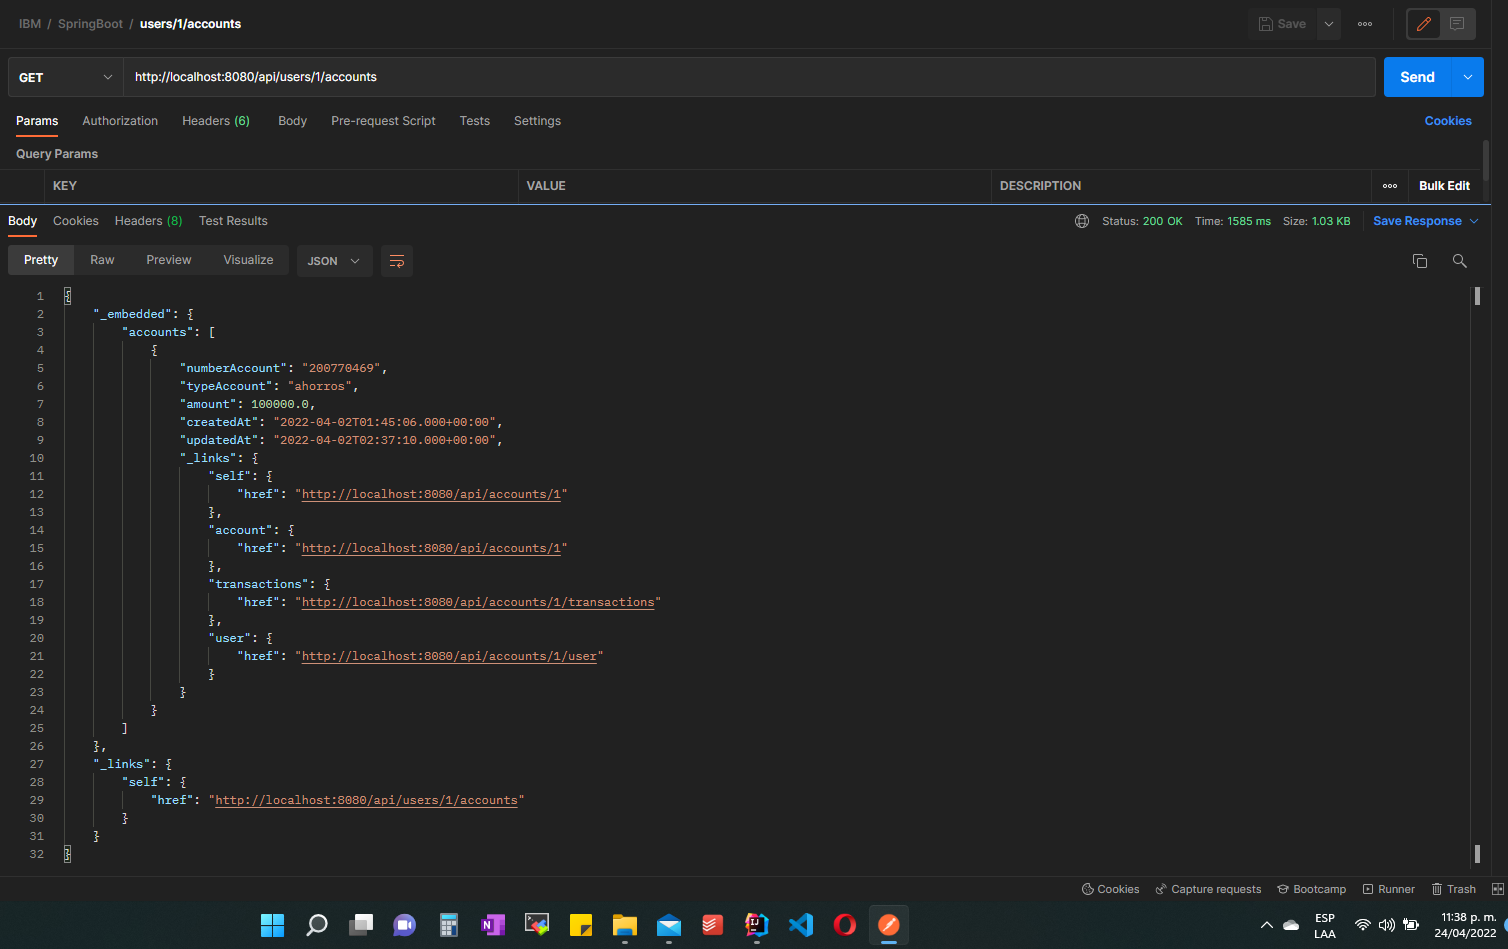 IBM / SpringBoot / users/1/accounts
Save
GET
http://localhost:8080/api/users/1/accounts
Send
Params Authorization Headers (6) Body Pre-request Script Tests Settings Cookies
Query Params
KEY VALUE DESCRIPTION Bulk Edit
Body Cookies Headers (8) Test Results Status: 200 OK Time: 1585 ms Size: 1.03 KB Save Response
Pretty Raw Preview Visualize JSON
1 {
2 "_embedded": {
3 "accounts": [
4 {
5 "numberAccount": "200770469",
6 "typeAccount": "ahorros",
7 "amount": 100000.0,
8 "createdAt": "2022-04-02T01:45:06.000+00:00",
9 "updatedAt": "2022-04-02T02:37:10.000+00:00",
10 "_links": {
11 "self": {
12 "href": "http://localhost:8080/api/accounts/1"
13 },
14 "account": {
15 "href": "http://localhost:8080/api/accounts/1"
16 },
17 "transactions": {
18 "href": "http://localhost:8080/api/accounts/1/transactions"
19 },
20 "user": {
21 "href": "http://localhost:8080/api/accounts/1/user"
22 }
23 }
24 }
25 ]
26 },
27 "_links": {
28 "self": {
29 "href": "http://localhost:8080/api/users/1/accounts"
30 }
31 }
32 }
Cookies Capture requests Bootcamp Runner Trash
ESP
LAA
11:38 p. m.
24/04/2022